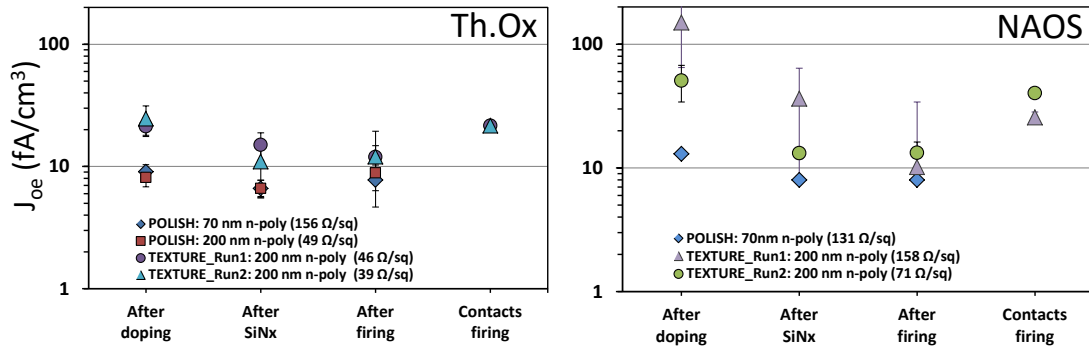 Th.Ox
J_oe (fA/cm³)
100
10
1
POLISH: 70 nm n-poly (156 Ω/sq)
POLISH: 200 nm n-poly (49 Ω/sq)
TEXTURE_Run1: 200 nm n-poly (46 Ω/sq)
TEXTURE_Run2: 200 nm n-poly (39 Ω/sq)
After
doping
After
SiNx
After
firing
Contacts
firing
NAOS
100
10
1
POLISH: 70nm n-poly (131 Ω/sq)
TEXTURE_Run1: 200 nm n-poly (158 Ω/sq)
TEXTURE_Run2: 200 nm n-poly (71 Ω/sq)
After
doping
After
SiNx
After
firing
Contacts
firing